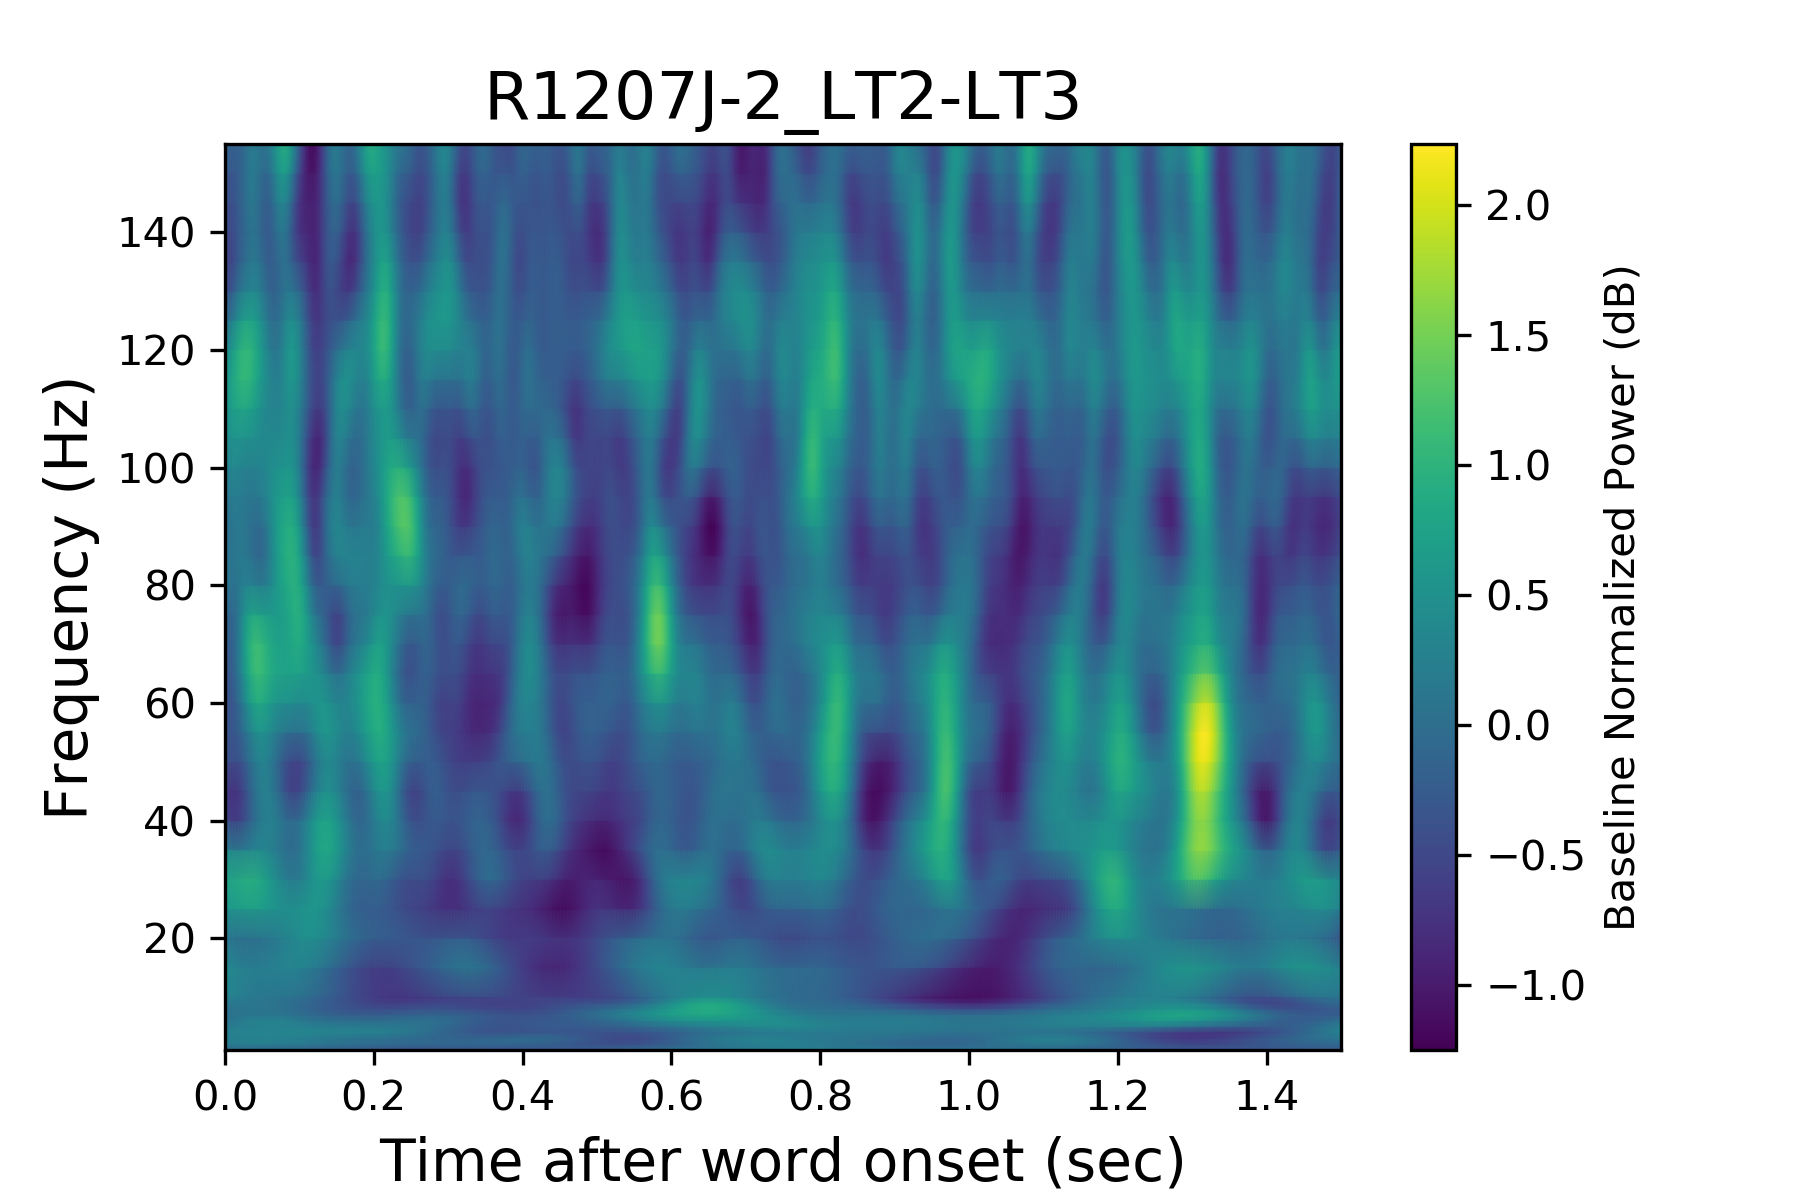 R1207J-2_LT2-LT3
140
120
100
80
60
40
20
Frequency (Hz)
0.0 0.2 0.4 0.6 0.8 1.0 1.2 1.4
Time after word onset (sec)
2.0
1.5
1.0
0.5
0.0
−0.5
−1.0
Baseline Normalized Power (dB)